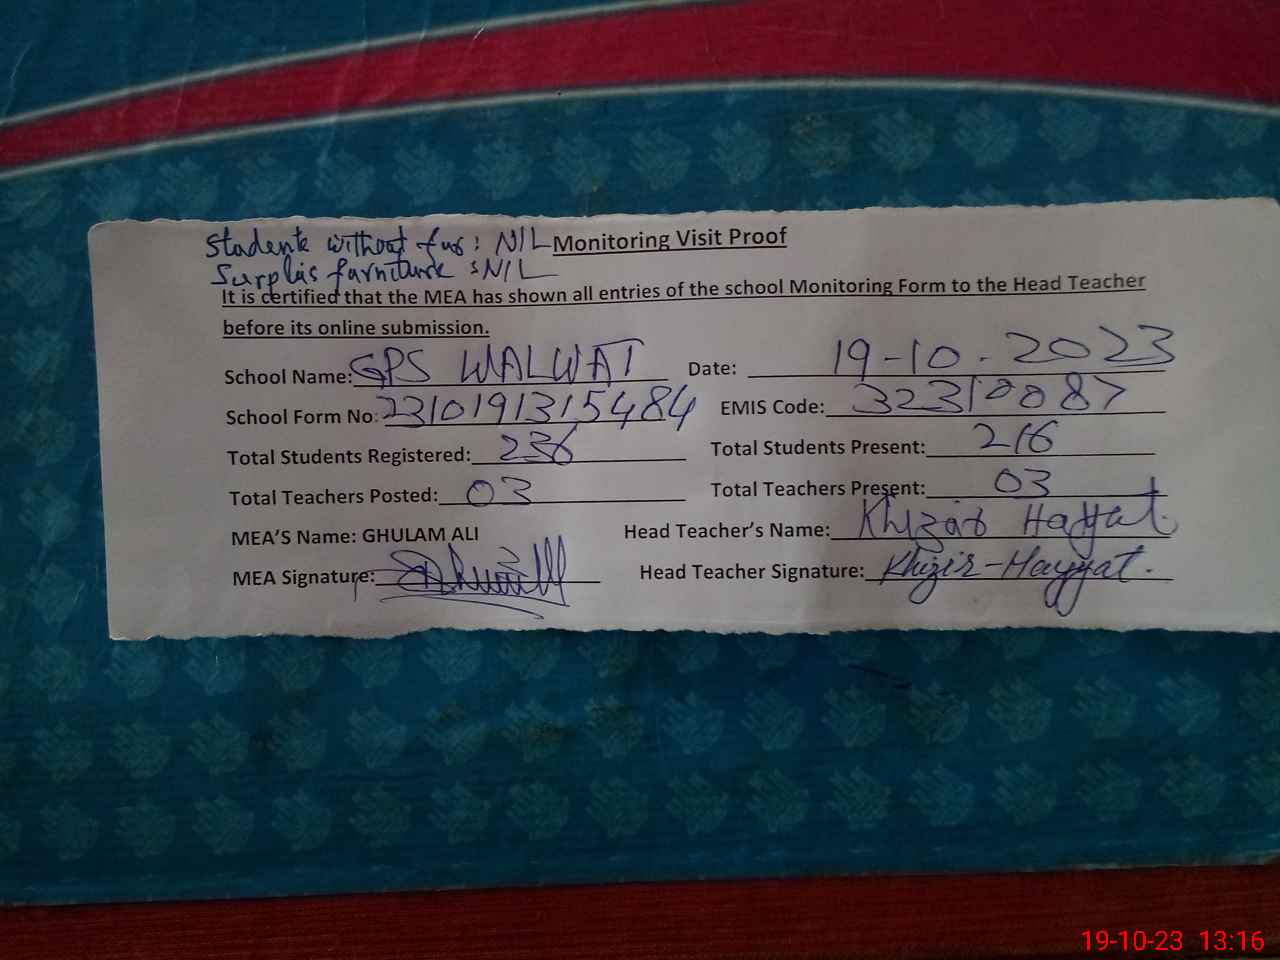 Students without fur: NIL Monitoring Visit Proof
Surplus furniture: NIL
It is certified that the MEA has shown all entries of the school Monitoring Form to the Head Teacher
before its online submission.
School Name: GPS WALWAT Date: 19-10-2023
School Form No: 2310191315484 EMIS Code: 32310087
Total Students Registered: 236 Total Students Present: 216
Total Teachers Posted: 03 Total Teachers Present: 03
MEA'S Name: GHULAM ALI Head Teacher's Name: Khizar Hayyat
MEA Signature: Head Teacher Signature: Khizir-Hayyat.
19-10-23 13:16